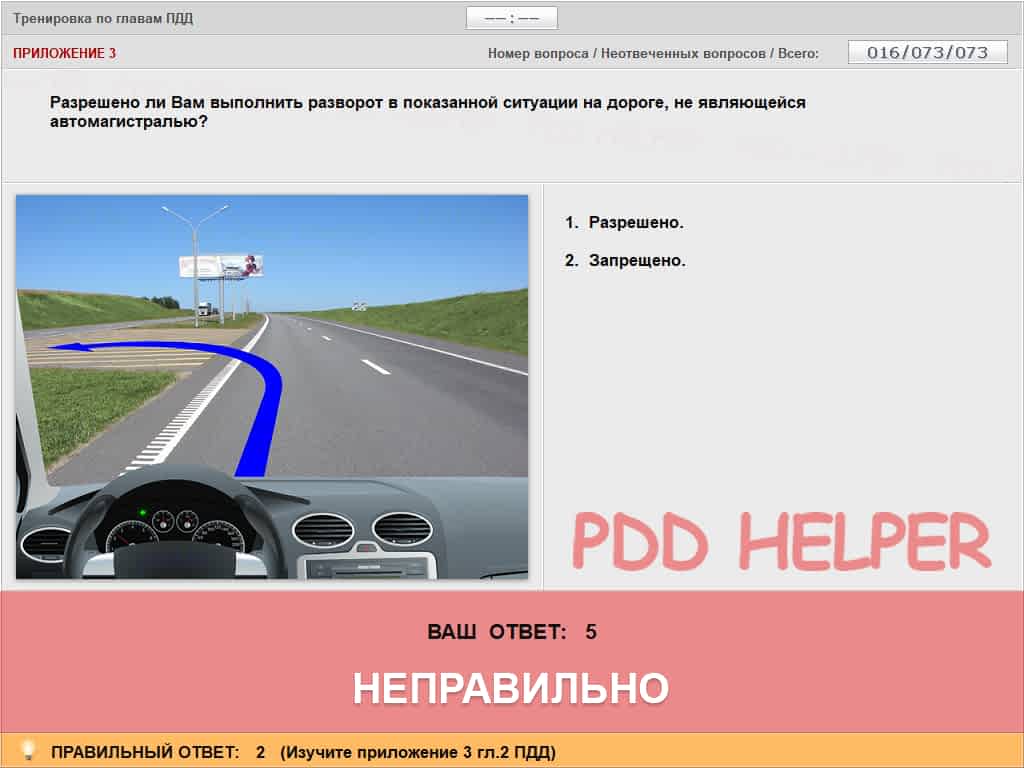 Тренировка по главам ПДД
—— : ——
ПРИЛОЖЕНИЕ 3
Номер вопроса / Неотвеченных вопросов / Всего:
016/073/073
Разрешено ли Вам выполнить разворот в показанной ситуации на дороге, не являющейся
автомагистралью?
1. Разрешено.
2. Запрещено.
PDD HELPER
ВАШ ОТВЕТ: 5
НЕПРАВИЛЬНО
ПРАВИЛЬНЫЙ ОТВЕТ: 2 (Изучите приложение 3 гл.2 ПДД)